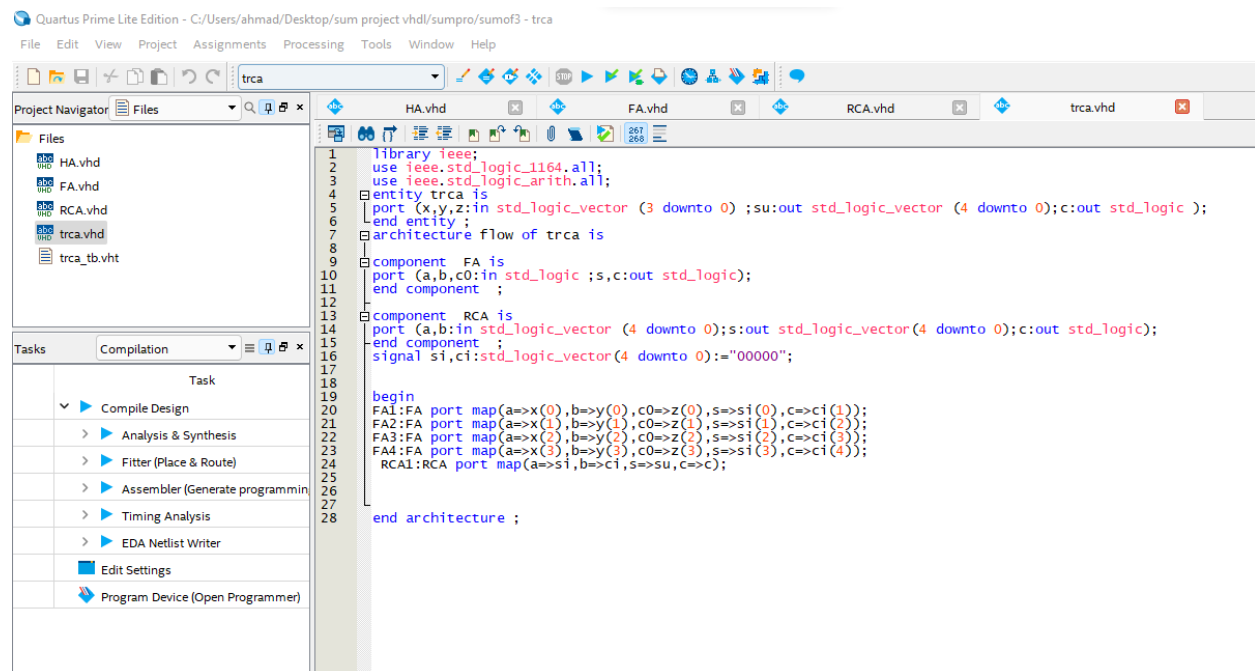 Quartus Prime Lite Edition - C:/Users/ahmad/Desktop/sum project vhdl/sumpro/sumof3 - trca
File Edit View Project Assignments Processing Tools Window Help
trca
Project Navigator Files
HA.vhd FA.vhd RCA.vhd trca.vhd
Files
HA.vhd
FA.vhd
RCA.vhd
trca.vhd
trca_tb.vht
Tasks Compilation
Task
Compile Design
Analysis & Synthesis
Fitter (Place & Route)
Assembler (Generate programmin
Timing Analysis
EDA Netlist Writer
Edit Settings
Program Device (Open Programmer)
267
268
1 library ieee;
2 use ieee.std_logic_1164.all;
3 use ieee.std_logic_arith.all;
4 entity trca is
5 port (x,y,z:in std_logic_vector (3 downto 0) ;su:out std_logic_vector (4 downto 0);c:out std_logic );
6 end entity ;
7 architecture flow of trca is
8
9 component  FA is
10 port (a,b,c0:in std_logic ;s,c:out std_logic);
11 end component  ;
12
13 component  RCA is
14 port (a,b:in std_logic_vector (4 downto 0);s:out std_logic_vector(4 downto 0);c:out std_logic);
15 end component  ;
16 signal si,ci:std_logic_vector(4 downto 0):="00000";
17
18
19 begin
20 FA1:FA port map(a=>x(0),b=>y(0),c0=>z(0),s=>si(0),c=>ci(1));
21 FA2:FA port map(a=>x(1),b=>y(1),c0=>z(1),s=>si(1),c=>ci(2));
22 FA3:FA port map(a=>x(2),b=>y(2),c0=>z(2),s=>si(2),c=>ci(3));
23 FA4:FA port map(a=>x(3),b=>y(3),c0=>z(3),s=>si(3),c=>ci(4));
24 RCA1:RCA port map(a=>si,b=>ci,s=>su,c=>c);
25
26
27
28 end architecture ;